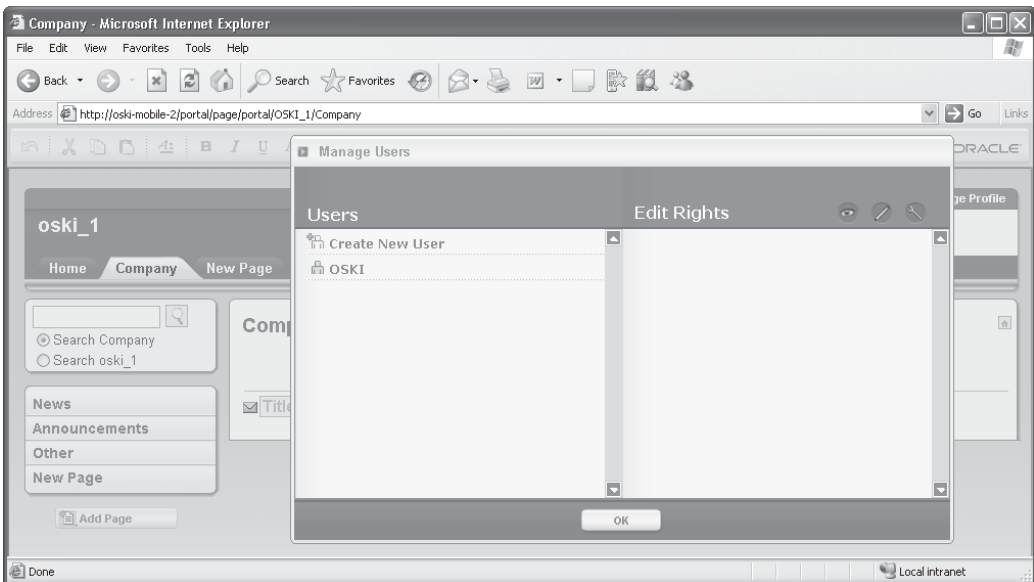 Company - Microsoft Internet Explorer
File Edit View Favorites Tools Help
Back Search Favorites
Address http://oski-mobile-2/portal/page/portal/OSKI_1/Company Go Links
B I U
Manage Users
ORACLE
Users
Edit Rights
ge Profile
oski_1
Create New User
OSKI
Home Company New Page
Search Company
Search oski_1
Comp
News
Announcements
Other
New Page
Title
Add Page
OK
Done Local intranet